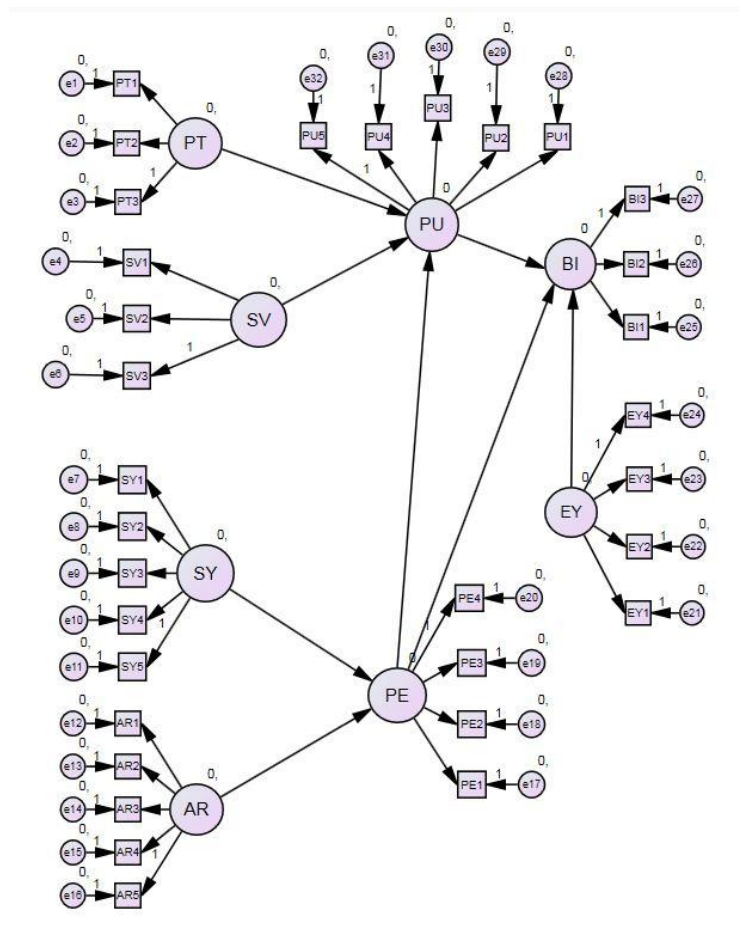 0, e1 1 PT1
0, e2 1 PT2
0, e3 1 PT3 1
0, PT
0, e32 1 PU5 1
0, e31 1 PU4
0, e30 1 PU3
0, e29 1 PU2
0, e28 1 PU1
0 PU
0, e4 1 SV1
0, e5 1 SV2
0, e6 1 SV3 1
0, SV
0 BI
1 BI3 1 0, e27
BI2 1 0, e26
BI1 1 0, e25
0, EY
1 EY4 1 0, e24
EY3 1 0, e23
EY2 1 0, e22
EY1 1 0, e21
0, e7 1 SY1
0, e8 1 SY2
0, e9 1 SY3
0, e10 1 SY4
0, e11 1 SY5 1
0, SY
0 PE
1 PE4 1 0, e20
PE3 1 0, e19
PE2 1 0, e18
PE1 1 0, e17
0, e12 1 AR1
0, e13 1 AR2
0, e14 1 AR3
0, e15 1 AR4
0, e16 1 AR5 1
0, AR